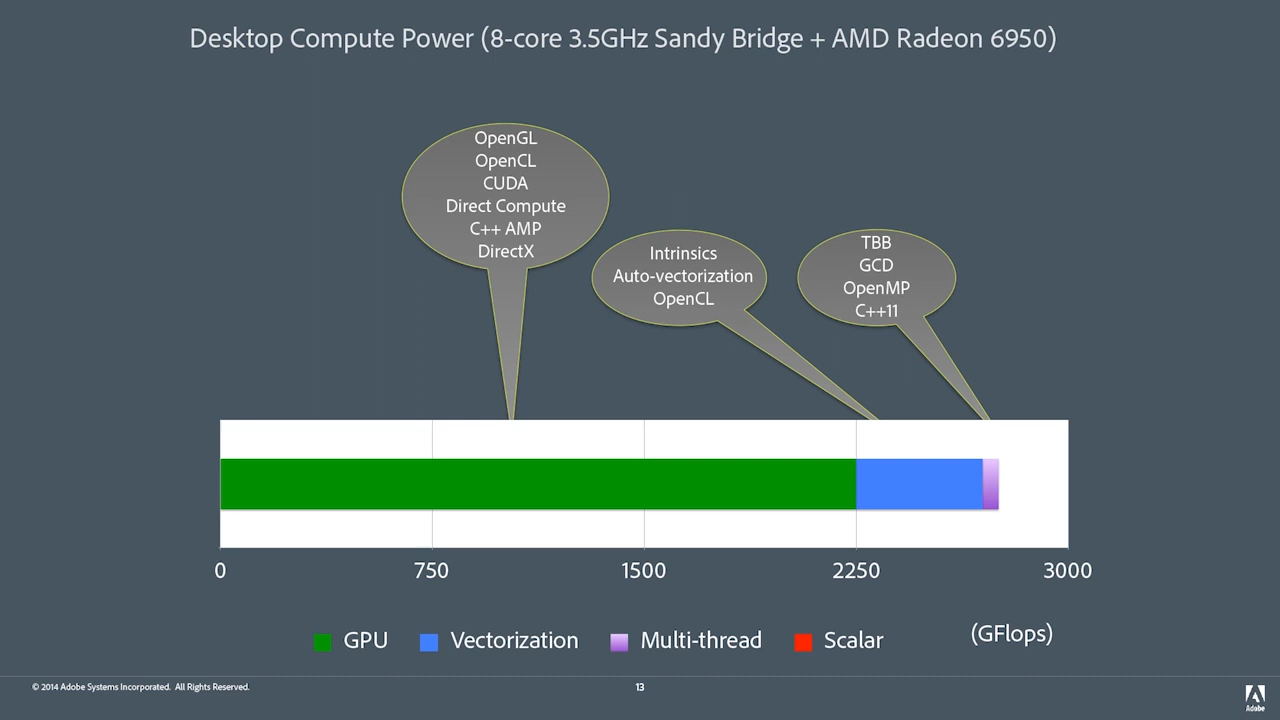 Desktop Compute Power (8-core 3.5GHz Sandy Bridge + AMD Radeon 6950)
OpenGL
OpenCL
CUDA
Direct Compute
C++ AMP
DirectX
Intrinsics
Auto-vectorization
OpenCL
TBB
GCD
OpenMP
C++11
0 750 1500 2250 3000
GPU Vectorization Multi-thread Scalar (GFlops)
© 2014 Adobe Systems Incorporated. All Rights Reserved. 13
Adobe